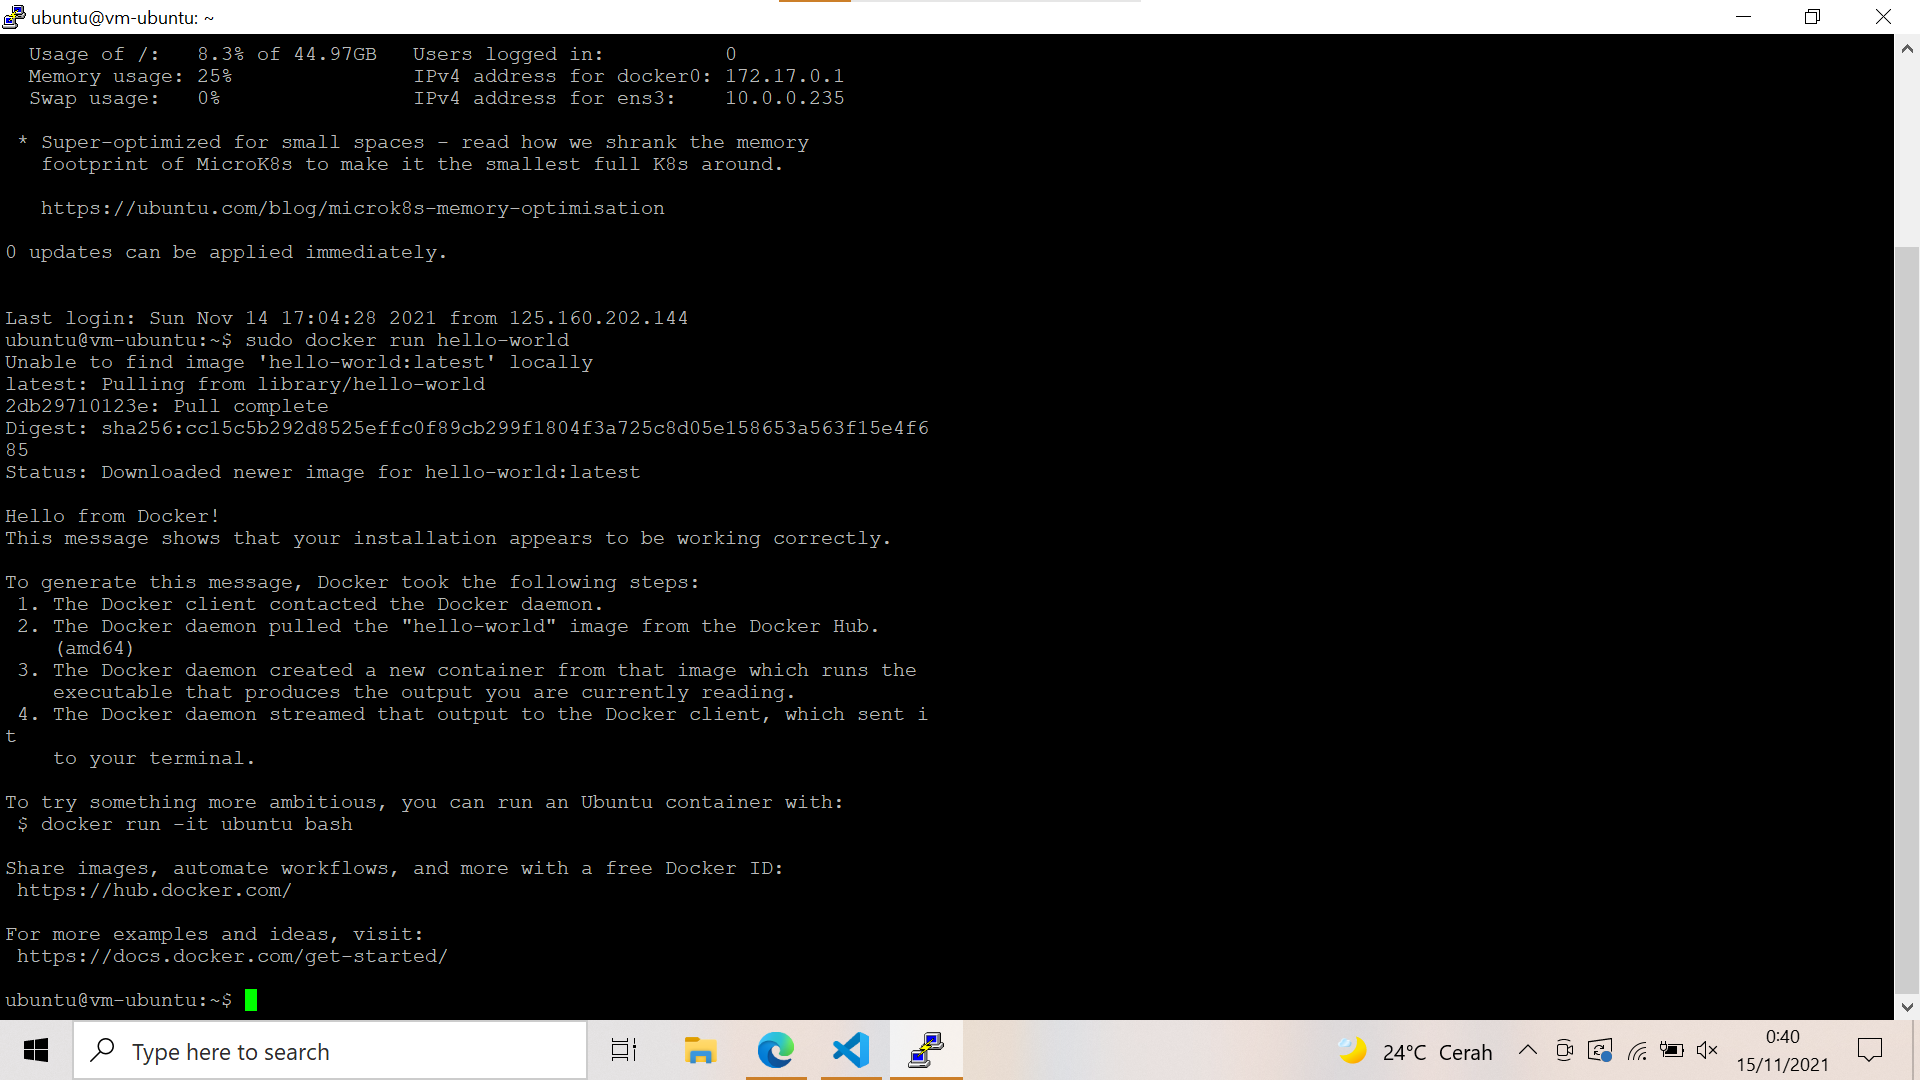 ubuntu@vm-ubuntu: ~
Usage of /: 8.3% of 44.97GB Users logged in: 0
Memory usage: 25% IPv4 address for docker0: 172.17.0.1
Swap usage: 0% IPv4 address for ens3: 10.0.0.235
* Super-optimized for small spaces - read how we shrank the memory
footprint of MicroK8s to make it the smallest full K8s around.
https://ubuntu.com/blog/microk8s-memory-optimisation
0 updates can be applied immediately.
Last login: Sun Nov 14 17:04:28 2021 from 125.160.202.144
ubuntu@vm-ubuntu:~$ sudo docker run hello-world
Unable to find image 'hello-world:latest' locally
latest: Pulling from library/hello-world
2db29710123e: Pull complete
Digest: sha256:cc15c5b292d8525effc0f89cb299f1804f3a725c8d05e158653a563f15e4f6
85
Status: Downloaded newer image for hello-world:latest
Hello from Docker!
This message shows that your installation appears to be working correctly.
To generate this message, Docker took the following steps:
1. The Docker client contacted the Docker daemon.
2. The Docker daemon pulled the "hello-world" image from the Docker Hub.
(amd64)
3. The Docker daemon created a new container from that image which runs the
executable that produces the output you are currently reading.
4. The Docker daemon streamed that output to the Docker client, which sent i
t
to your terminal.
To try something more ambitious, you can run an Ubuntu container with:
$ docker run -it ubuntu bash
Share images, automate workflows, and more with a free Docker ID:
https://hub.docker.com/
For more examples and ideas, visit:
https://docs.docker.com/get-started/
ubuntu@vm-ubuntu:~$
Type here to search
24°C Cerah
0:40
15/11/2021